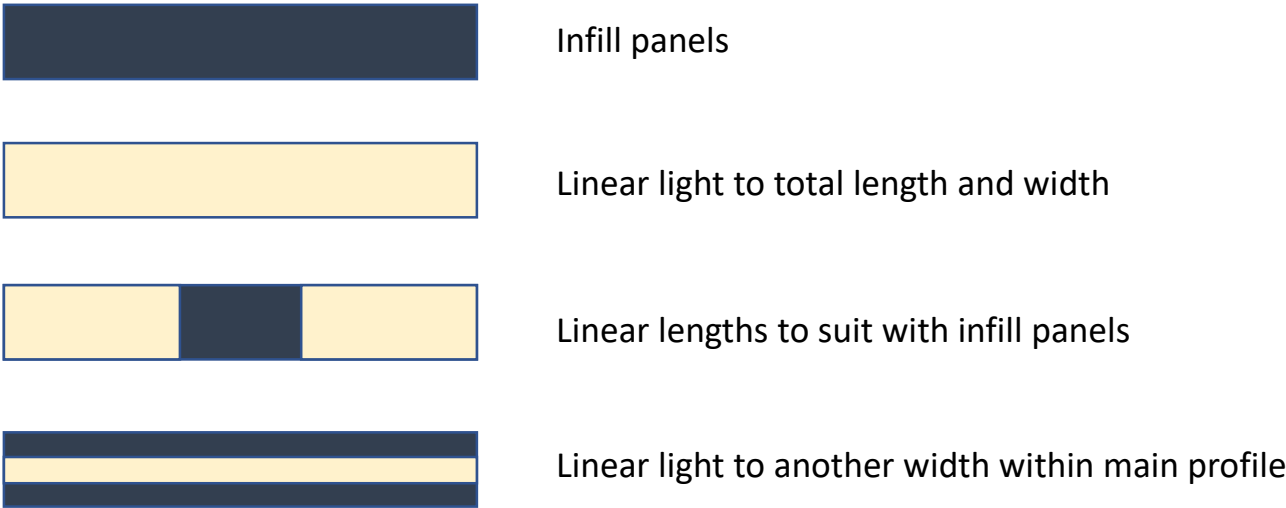 Infill panels
Linear light to total length and width
Linear lengths to suit with infill panels
Linear light to another width within main profile